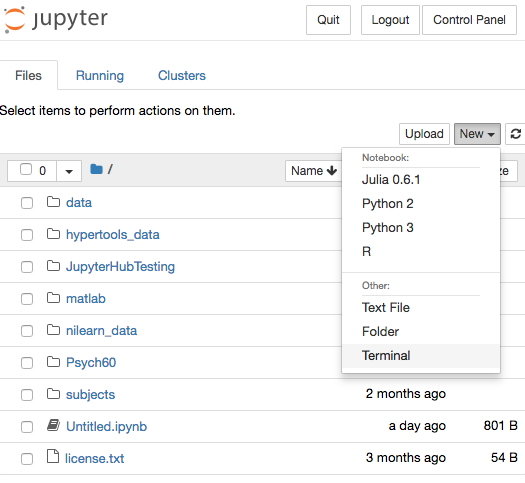 jupyter Quit Logout Control Panel
Files Running Clusters
Select items to perform actions on them.
Upload New
0 / Name ze
Notebook:
Julia 0.6.1
Python 2
Python 3
R
Other:
Text File
Folder
Terminal
data
hypertools_data
JupyterHubTesting
matlab
nilearn_data
Psych60
subjects 2 months ago
Untitled.ipynb a day ago 801 B
license.txt 3 months ago 54 B